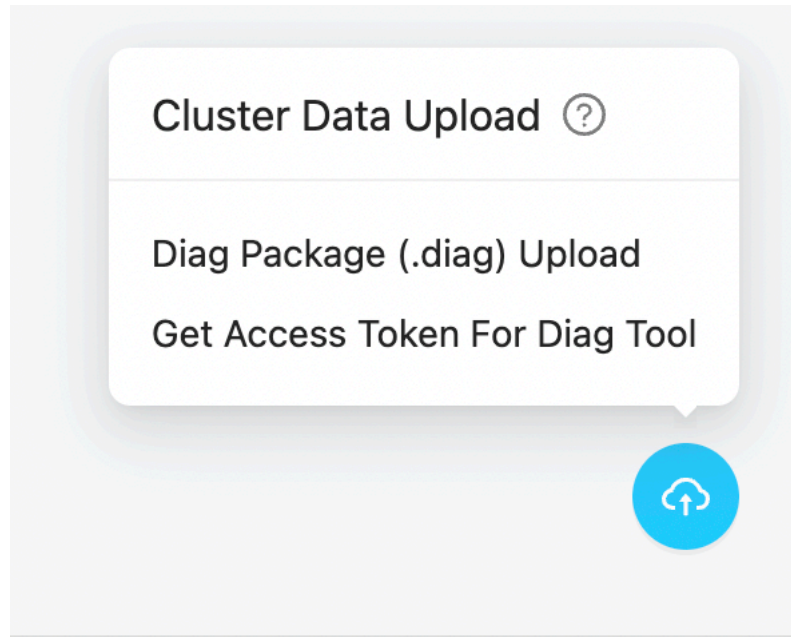 Cluster Data Upload ?
Diag Package (.diag) Upload
Get Access Token For Diag Tool